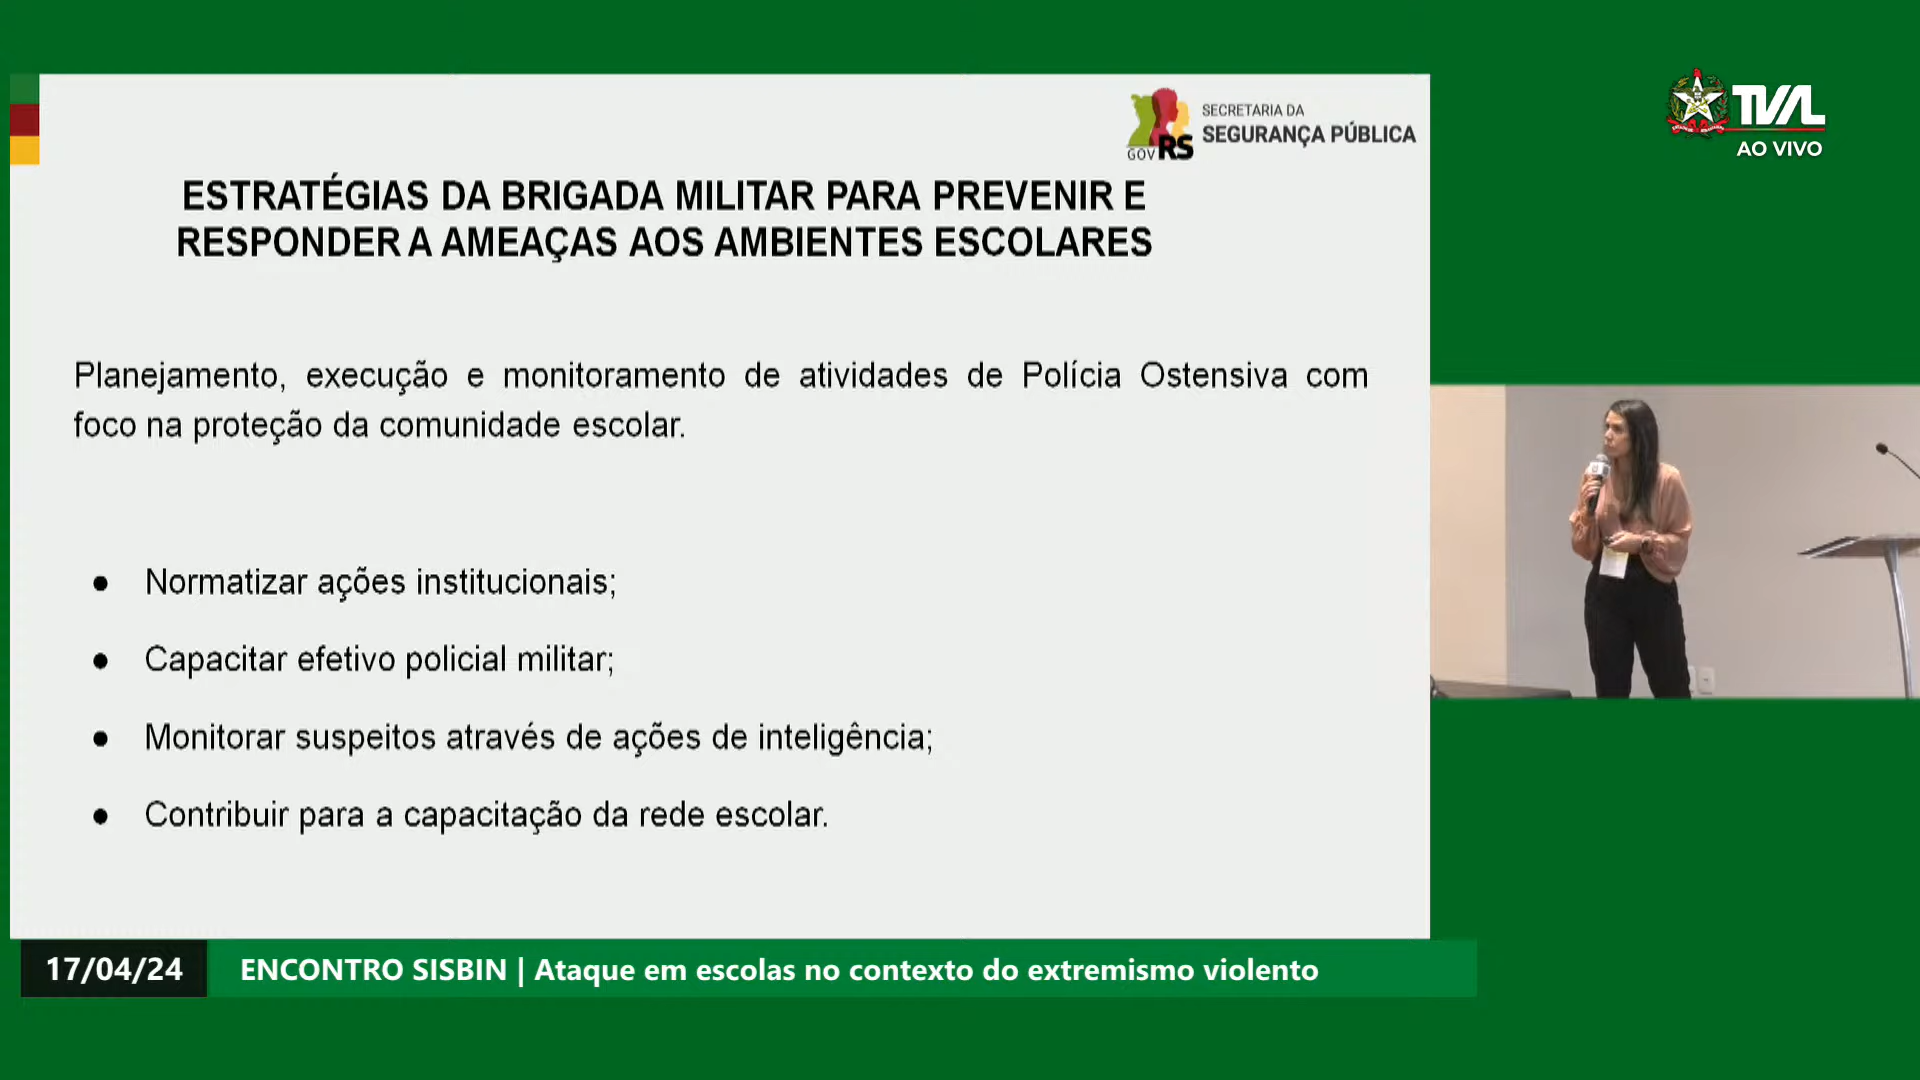 SECRETARIA DA
SEGURANÇA PÚBLICA
GOV RS
TVAL
AO VIVO
ESTRATÉGIAS DA BRIGADA MILITAR PARA PREVENIR E
RESPONDER A AMEAÇAS AOS AMBIENTES ESCOLARES
Planejamento, execução e monitoramento de atividades de Polícia Ostensiva com
foco na proteção da comunidade escolar.
● Normatizar ações institucionais;
● Capacitar efetivo policial militar;
● Monitorar suspeitos através de ações de inteligência;
● Contribuir para a capacitação da rede escolar.
17/04/24 ENCONTRO SISBIN | Ataque em escolas no contexto do extremismo violento